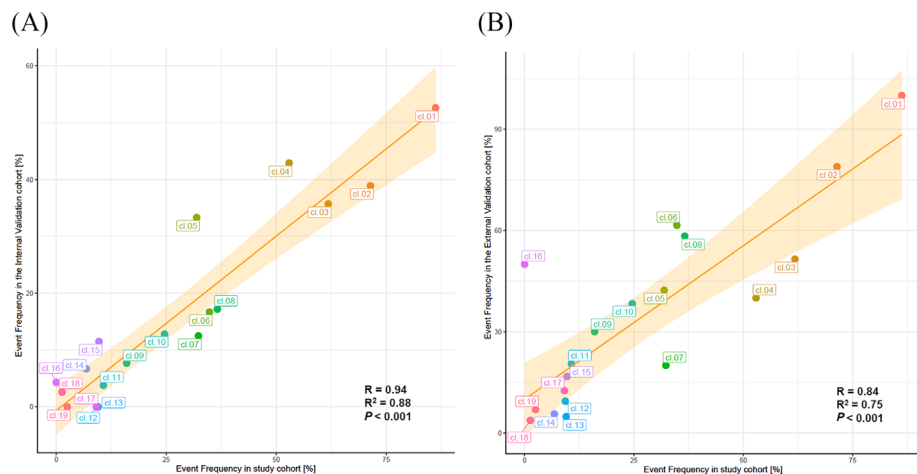 (A)
Event Frequency in the Internal Validation cohort [%]
60
40
20
0
cl.01
cl.04
cl.02
cl.03
cl.05
cl.08
cl.06
cl.07
cl.10
cl.09
cl.15
cl.14
cl.16
cl.18
cl.11
cl.17
cl.13
cl.19
cl.12
R = 0.94
R² = 0.88
P < 0.001
0
25
50
75
Event Frequency in study cohort [%]
(B)
Event Frequency in the External Validation cohort [%]
90
60
30
0
cl.01
cl.02
cl.06
cl.08
cl.16
cl.03
cl.05
cl.04
cl.10
cl.09
cl.11
cl.07
cl.15
cl.17
cl.19
cl.12
cl.14
cl.13
cl.18
R = 0.84
R² = 0.75
P < 0.001
0
25
50
75
Event Frequency in study cohort [%]